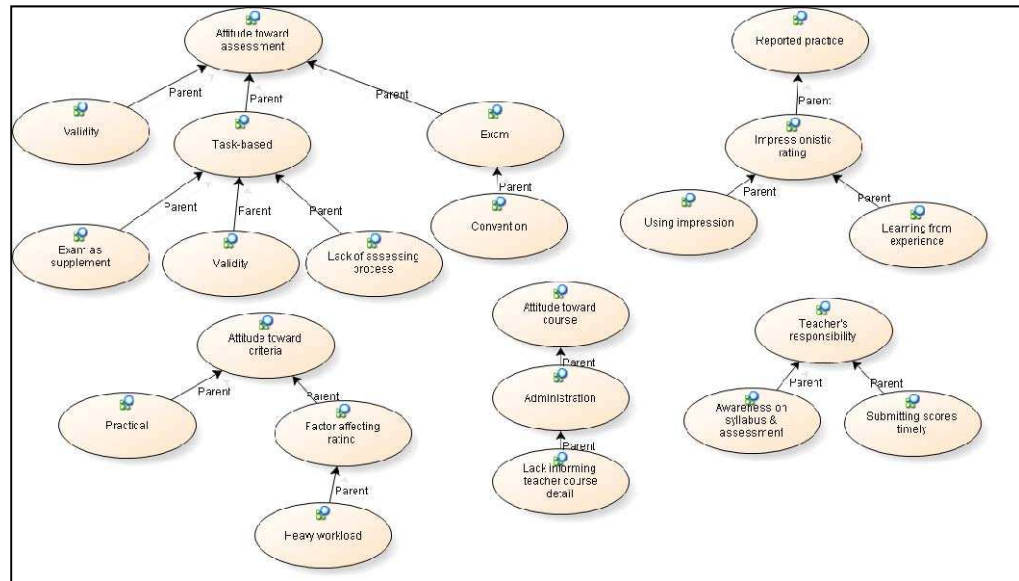 Attitude toward
assessment
Parent
Parent
Parent
Validity
Task-based
Exam
Parent
Parent
Parent
Parent
Exam as
supplement
Validity
Lack of assessing
process
Convention
Reported practice
Parent
Impressionistic
rating
Parent
Parent
Using impression
Learning from
experience
Attitude toward
criteria
Parent
Parent
Practical
Factor affecting
rating
Parent
Heavy workload
Attitude toward
course
Parent
Administration
Parent
Lack informing
teacher course
detail
Teacher's
responsibility
Parent
Parent
Awareness on
syllabus &
assessment
Submitting scores
timely